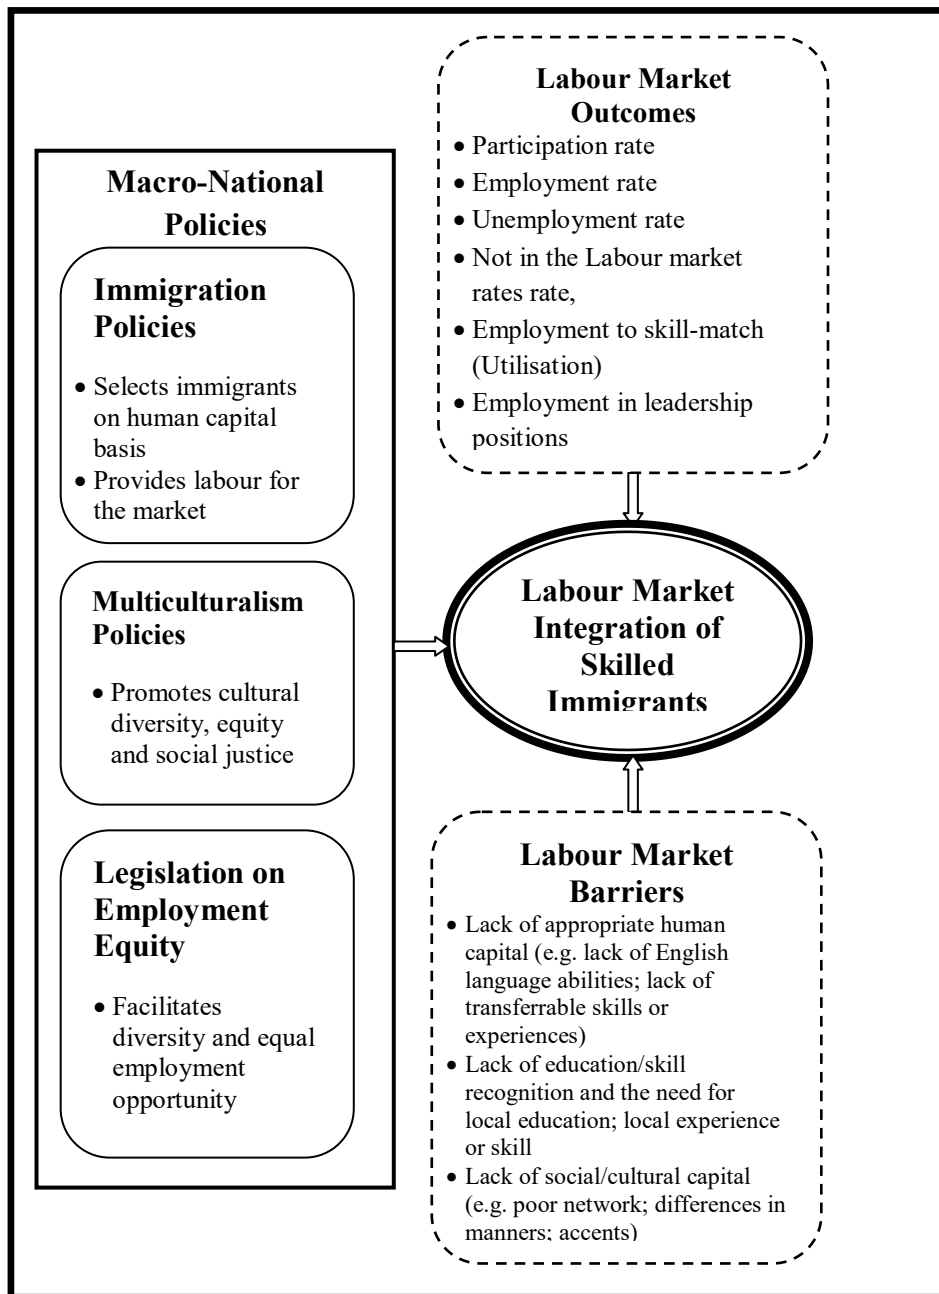 Macro-National
Policies
Immigration
Policies
• Selects immigrants
on human capital
basis
• Provides labour for
the market
Multiculturalism
Policies
• Promotes cultural
diversity, equity
and social justice
Legislation on
Employment
Equity
• Facilitates
diversity and equal
employment
opportunity
Labour Market
Outcomes
• Participation rate
• Employment rate
• Unemployment rate
• Not in the Labour market
rates rate,
• Employment to skill-match
(Utilisation)
• Employment in leadership
positions
Labour Market
Integration of
Skilled
Immigrants
Labour Market
Barriers
• Lack of appropriate human
capital (e.g. lack of English
language abilities; lack of
transferrable skills or
experiences)
• Lack of education/skill
recognition and the need for
local education; local experience
or skill
• Lack of social/cultural capital
(e.g. poor network; differences in
manners; accents)